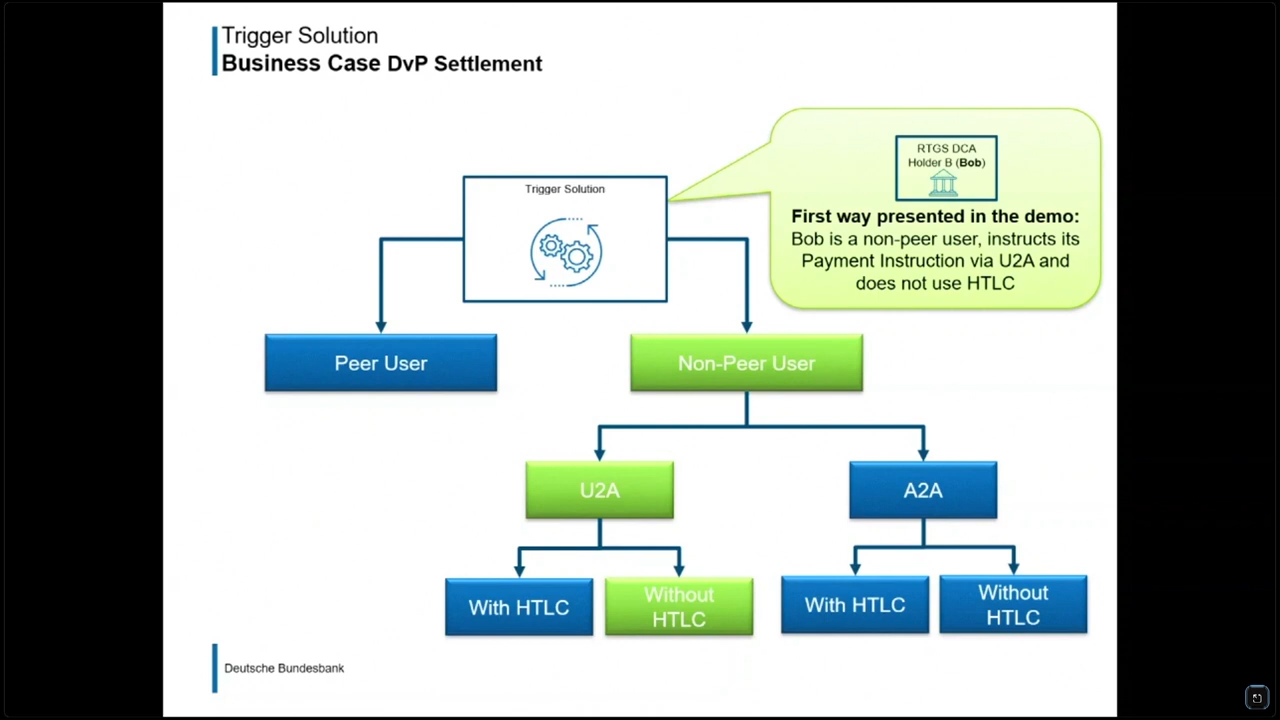 Trigger Solution
Business Case DvP Settlement
Trigger Solution
RTGS DCA
Holder B (Bob)
First way presented in the demo:
Bob is a non-peer user, instructs its
Payment Instruction via U2A and
does not use HTLC
Peer User
Non-Peer User
U2A
A2A
With HTLC
Without
HTLC
With HTLC
Without
HTLC
Deutsche Bundesbank